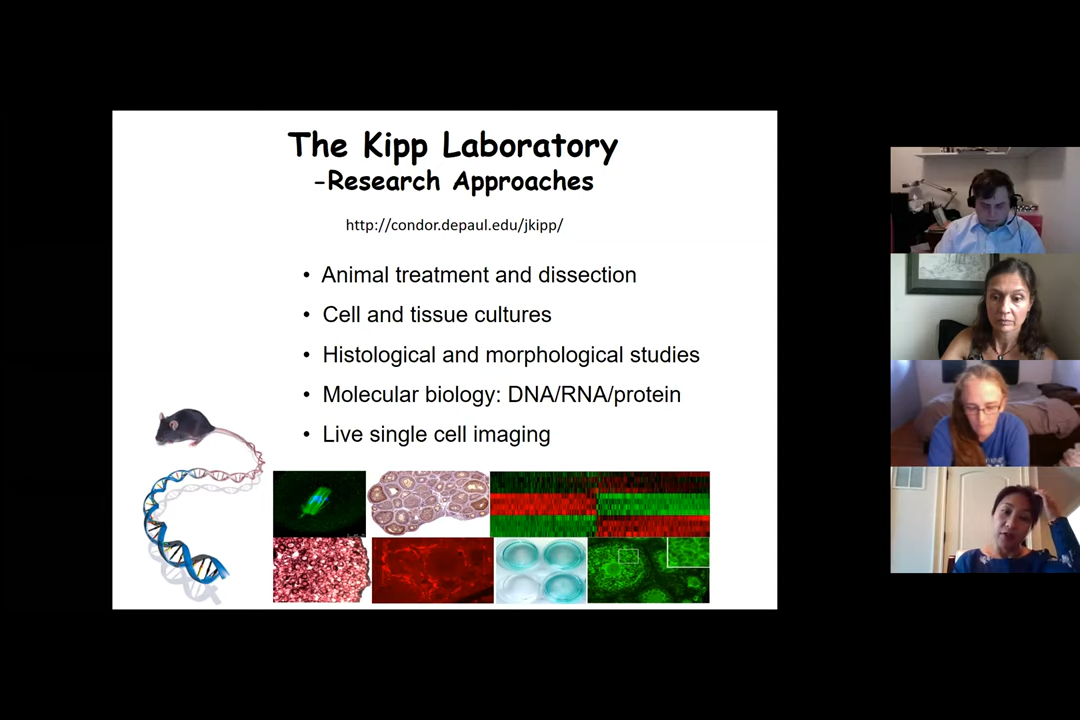 The Kipp Laboratory
-Research Approaches
http://condor.depaul.edu/jkipp/
• Animal treatment and dissection
• Cell and tissue cultures
• Histological and morphological studies
• Molecular biology: DNA/RNA/protein
• Live single cell imaging